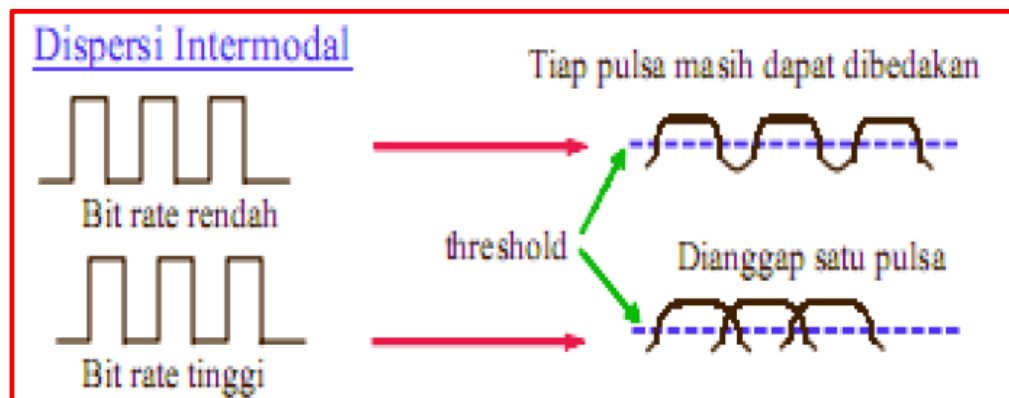 Dispersi Intermodal
Tiap pulsa masih dapat dibedakan
Bit rate rendah
threshold
Dianggap satu pulsa
Bit rate tinggi